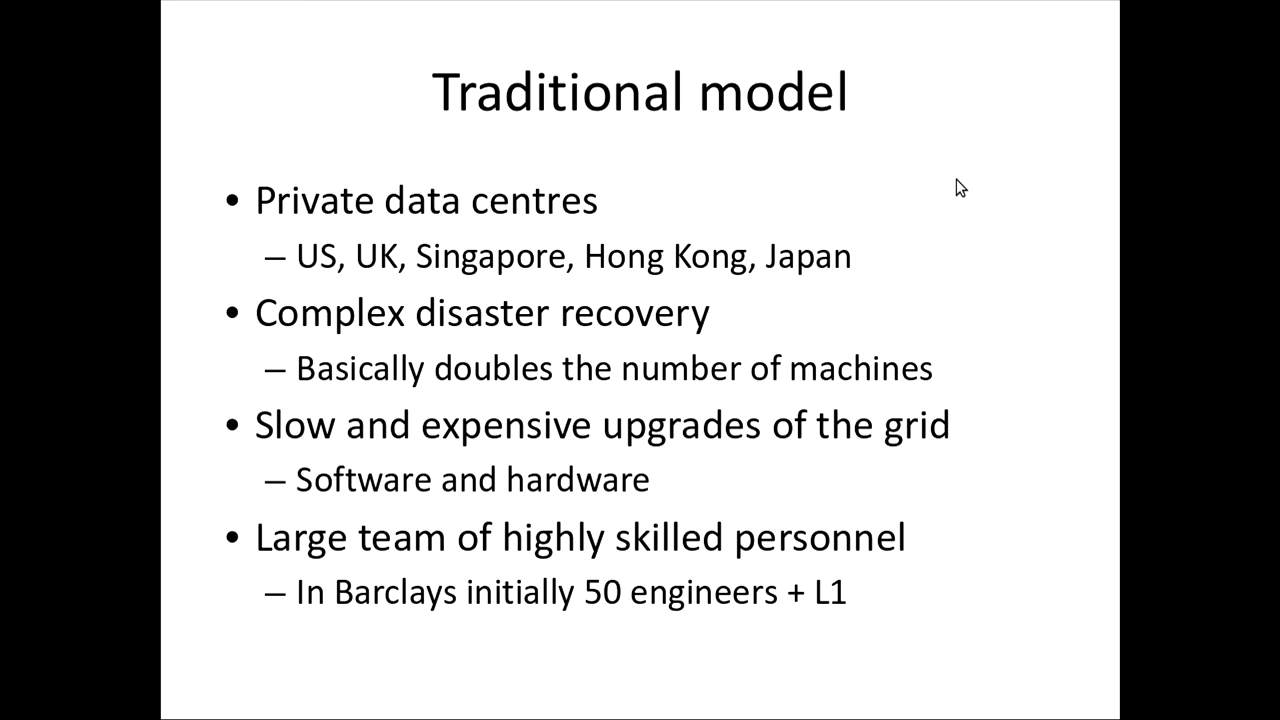 Traditional model
• Private data centres
– US, UK, Singapore, Hong Kong, Japan
• Complex disaster recovery
– Basically doubles the number of machines
• Slow and expensive upgrades of the grid
– Software and hardware
• Large team of highly skilled personnel
– In Barclays initially 50 engineers + L1